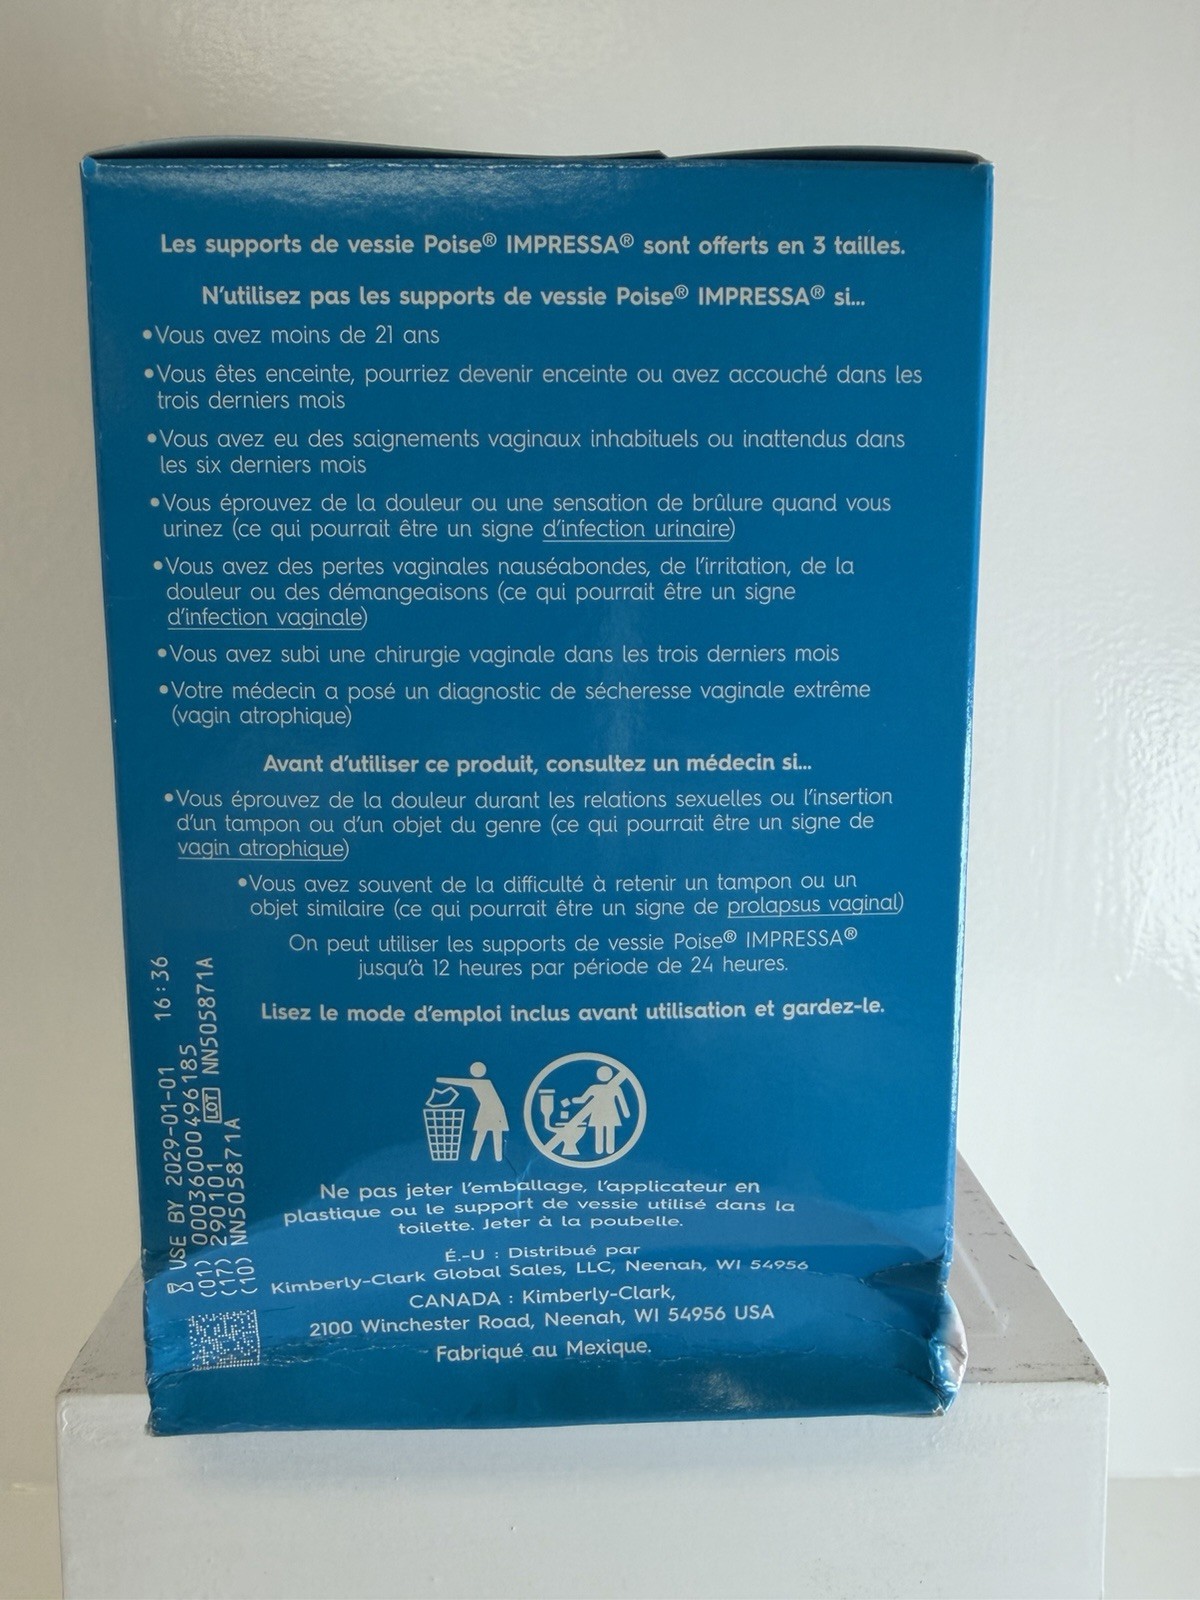 Les supports de vessie Poise® IMPRESSA® sont offerts en 3 tailles.
N'utilisez pas les supports de vessie Poise® IMPRESSA® si...
•Vous avez moins de 21 ans
•Vous êtes enceinte, pourriez devenir enceinte ou avez accouché dans les
trois derniers mois
•Vous avez eu des saignements vaginaux inhabituels ou inattendus dans
les six derniers mois
•Vous éprouvez de la douleur ou une sensation de brûlure quand vous
urinez (ce qui pourrait être un signe d'infection urinaire)
•Vous avez des pertes vaginales nauséabondes, de l'irritation, de la
douleur ou des démangeaisons (ce qui pourrait être un signe
d'infection vaginale)
•Vous avez subi une chirurgie vaginale dans les trois derniers mois
•Votre médecin a posé un diagnostic de sécheresse vaginale extrême
(vagin atrophique)
Avant d'utiliser ce produit, consultez un médecin si...
•Vous éprouvez de la douleur durant les relations sexuelles ou l'insertion
d'un tampon ou d'un objet du genre (ce qui pourrait être un signe de
vagin atrophique)
•Vous avez souvent de la difficulté à retenir un tampon ou un
objet similaire (ce qui pourrait être un signe de prolapsus vaginal)
On peut utiliser les supports de vessie Poise® IMPRESSA®
jusqu'à 12 heures par période de 24 heures.
Lisez le mode d'emploi inclus avant utilisation et gardez-le.
Ne pas jeter l'emballage, l'applicateur en
plastique ou le support de vessie utilisé dans la
toilette. Jeter à la poubelle.
É.-U : Distribué par
Kimberly-Clark Global Sales, LLC, Neenah, WI 54956
CANADA : Kimberly-Clark,
2100 Winchester Road, Neenah, WI 54956 USA
Fabriqué au Mexique.
USE BY 2029-01-01 16:36
(01) 00036000496185
(17) 290101 LOT NN505871A
(10) NN505871A